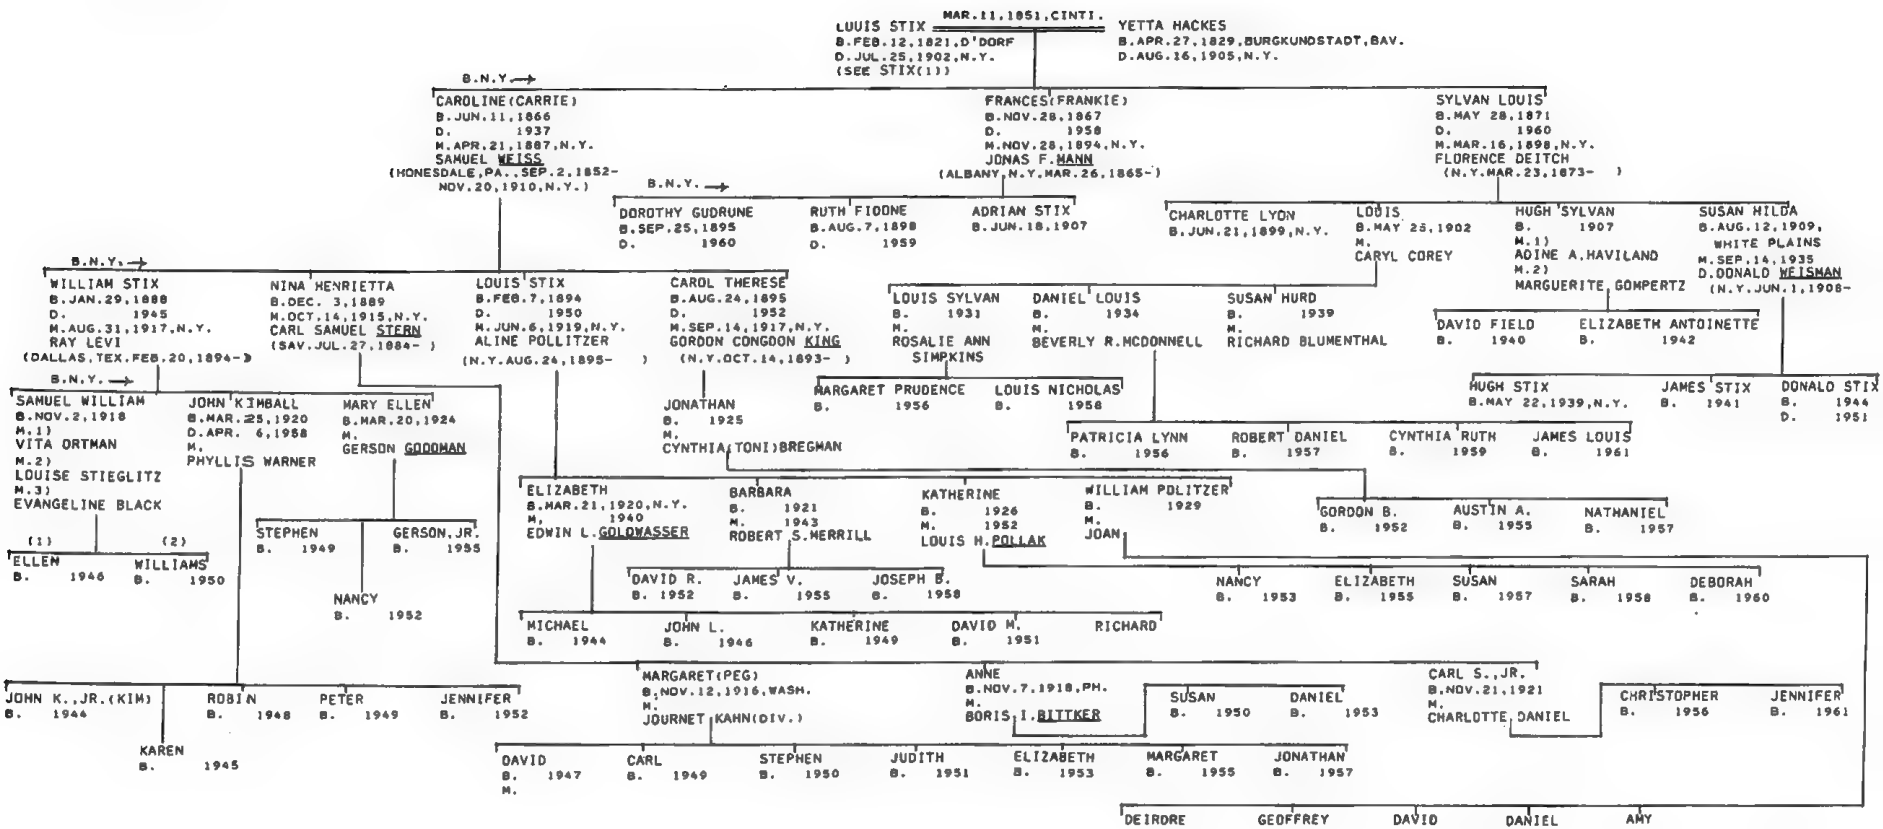 MAR.11,1851,CINTI.
LOUIS STIX
B.FEB.12,1821,D'DORF
D.JUL.25,1902,N.Y.
(SEE STIX(1))
YETTA HACKES
B.APR.27,1829,BURGKUNDSTADT,BAV.
D.AUG.16,1905,N.Y.
B.N.Y.→
CAROLINE(CARRIE)
B.JUN.11,1866
D. 1937
M.APR.21,1887,N.Y.
SAMUEL WEISS
(HONESDALE,PA.,SEP.2,1852-
NOV.20,1910,N.Y.)
FRANCES(FRANKIE)
B.NOV.28,1867
D. 1958
M.NOV.28,1894,N.Y.
JONAS F.MANN
(ALBANY,N.Y.MAR.26,1865- )
SYLVAN LOUIS
B.MAY 28,1871
D. 1960
M.MAR.16,1898,N.Y.
FLORENCE DEITCH
(N.Y.MAR.23,1873- )
B.N.Y.→
DOROTHY GUDRUNE
B.SEP.25,1895
D. 1960
RUTH FIODNE
B.AUG.7,1898
D. 1959
ADRIAN STIX
B.JUN.18,1907
CHARLOTTE LYON
B.JUN.21,1899,N.Y.
LOUIS
B.MAY 25,1902
M.
CARYL COREY
HUGH SYLVAN
B. 1907
M.1)
ADINE A.HAVILAND
M.2)
MARGUERITE GOMPERTZ
SUSAN HILDA
B.AUG.12,1909,
WHITE PLAINS
M.SEP.14,1935
D.DONALD WEISMAN
(N.Y.JUN.1,1908-
B.N.Y.→
WILLIAM STIX
B.JAN.29,1888
D. 1945
M.AUG.31,1917,N.Y.
RAY LEVI
(DALLAS,TEX.FEB.20,1894-)
NINA HENRIETTA
B.DEC. 3,1889
M.OCT.14,1915,N.Y.
CARL SAMUEL STERN
(SAV.JUL.27,1884- )
LOUIS STIX
B.FEB.7,1894
D. 1950
M.JUN.6,1919,N.Y.
ALINE POLLITZER
(N.Y.AUG.24,1895- )
CAROL THERESE
B.AUG.24,1895
D. 1952
M.SEP.14,1917,N.Y.
GORDON CONGDON KING
(N.Y.OCT.14,1893- )
LOUIS SYLVAN
B. 1931
M.
ROSALIE ANN
SIMPKINS
DANIEL LOUIS
B. 1934
M.
BEVERLY R.MCDONNELL
SUSAN HURD
B. 1939
M.
RICHARD BLUMENTHAL
DAVID FIELD
B. 1940
ELIZABETH ANTOINETTE
B. 1942
B.N.Y.→
SAMUEL WILLIAM
B.NOV.2,1918
M.1)
VITA ORTMAN
M.2)
LOUISE STIEGLITZ
M.3)
EVANGELINE BLACK
JOHN KIMBALL
B.MAR.25,1920
D.APR. 6,1958
M.
PHYLLIS WARNER
MARY ELLEN
B.MAR.20,1924
M.
GERSON GOODMAN
JONATHAN
B. 1925
M.
CYNTHIA(TONI)BREGMAN
MARGARET PRUDENCE
B. 1956
LOUIS NICHOLAS
B. 1958
HUGH STIX
B.MAY 22,1939,N.Y.
JAMES STIX
B. 1941
DONALD STIX
B. 1944
D. 1951
PATRICIA LYNN
B. 1956
ROBERT DANIEL
B. 1957
CYNTHIA RUTH
B. 1959
JAMES LOUIS
B. 1961
ELIZABETH
B.MAR.21,1920,N.Y.
M. 1940
EDWIN L.GOLDWASSER
BARBARA
B. 1921
M. 1943
ROBERT S.MERRILL
KATHERINE
B. 1926
M. 1952
LOUIS H.POLLAK
WILLIAM POLITZER
B. 1929
M.
JOAN
GORDON B.
B. 1952
AUSTIN A.
B. 1955
NATHANIEL
B. 1957
STEPHEN
B. 1949
GERSON,JR.
B. 1955
(1) (2)
ELLEN
B. 1946
WILLIAMS
B. 1950
NANCY
B. 1952
DAVID R.
B. 1952
JAMES V.
B. 1955
JOSEPH B.
B. 1958
NANCY
B. 1953
ELIZABETH
B. 1955
SUSAN
B. 1957
SARAH
B. 1958
DEBORAH
B. 1960
MICHAEL
B. 1944
JOHN L.
B. 1946
KATHERINE
B. 1949
DAVID M.
B. 1951
RICHARD
JOHN K.,JR.(KIM)
B. 1944
ROBIN
B. 1948
PETER
B. 1949
JENNIFER
B. 1952
KAREN
B. 1945
MARGARET(PEG)
B.NOV.12,1916,WASH.
M.
JOURNET KAHN(DIV.)
ANNE
B.NOV.7,1918,PH.
M.
BORIS I.BITTKER
SUSAN
B. 1950
DANIEL
B. 1953
CARL S.,JR.
B.NOV.21,1921
M.
CHARLOTTE DANIEL
CHRISTOPHER
B. 1956
JENNIFER
B. 1961
DAVID
B. 1947
M.
CARL
B. 1949
STEPHEN
B. 1950
JUDITH
B. 1951
ELIZABETH
B. 1953
MARGARET
B. 1955
JONATHAN
B. 1957
DEIRDRE
GEOFFREY
DAVID
DANIEL
AMY